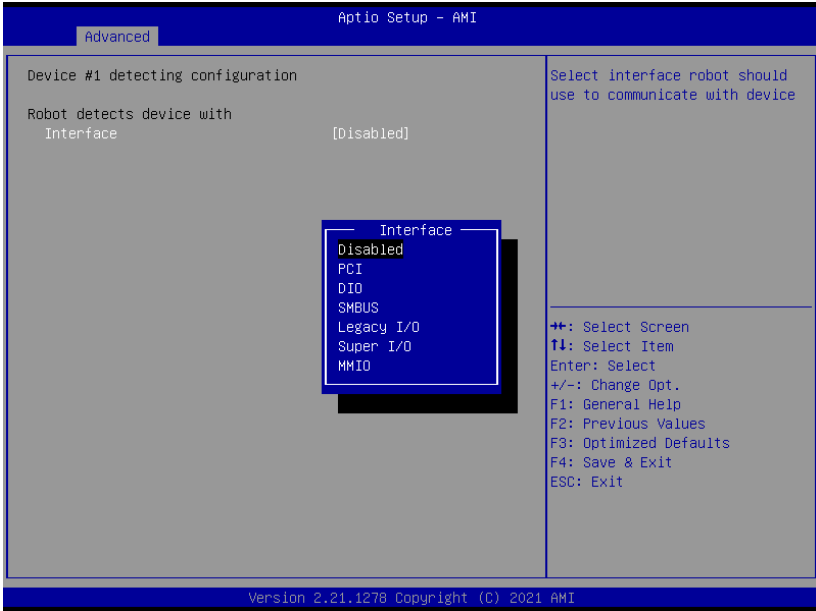 Aptio Setup – AMI
Advanced
Device #1 detecting configuration
Robot detects device with
Interface [Disabled]
Interface
Disabled
PCI
DIO
SMBUS
Legacy I/O
Super I/O
MMIO
Select interface robot should
use to communicate with device
→←: Select Screen
↑↓: Select Item
Enter: Select
+/-: Change Opt.
F1: General Help
F2: Previous Values
F3: Optimized Defaults
F4: Save & Exit
ESC: Exit
Version 2.21.1278 Copyright (C) 2021 AMI